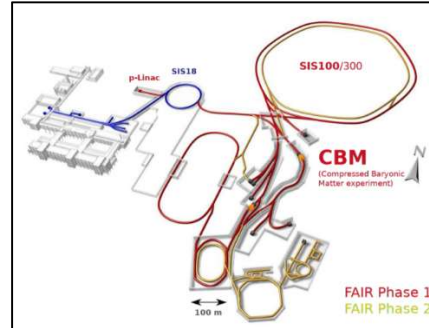 p-Linac
SIS18
SIS100/300
CBM
(Compressed Baryonic
Matter experiment)
N
100 m
FAIR Phase 1
FAIR Phase 2